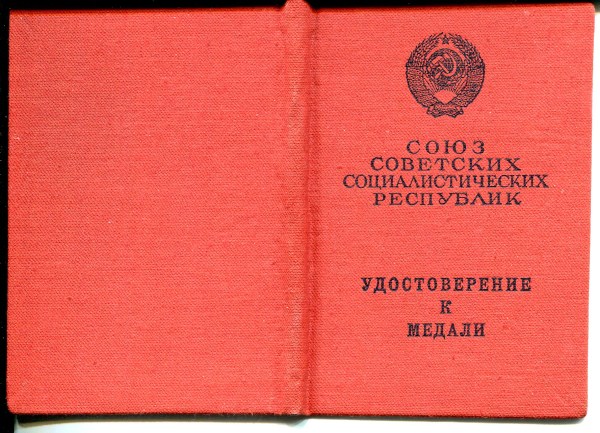 СОЮЗ
СОВЕТСКИХ
СОЦИАЛИСТИЧЕСКИХ
РЕСПУБЛИК
УДОСТОВЕРЕНИЕ
К
МЕДАЛИ